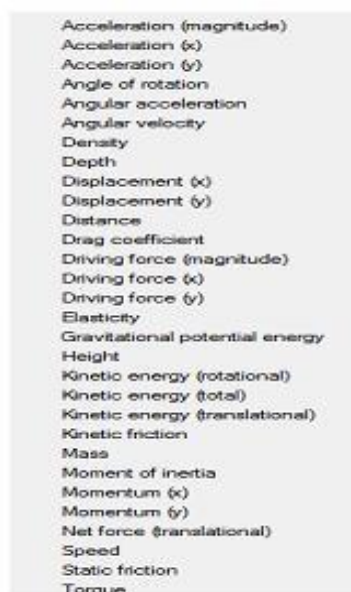 Acceleration (magnitude)
Acceleration (x)
Acceleration (y)
Angle of rotation
Angular acceleration
Angular velocity
Density
Depth
Displacement (x)
Displacement (y)
Distance
Drag coefficient
Driving force (magnitude)
Driving force (x)
Driving force (y)
Elasticity
Gravitational potential energy
Height
Kinetic energy (rotational)
Kinetic energy (total)
Kinetic energy (translational)
Kinetic friction
Mass
Moment of inertia
Momentum (x)
Momentum (y)
Net force (translational)
Speed
Static friction
Torque